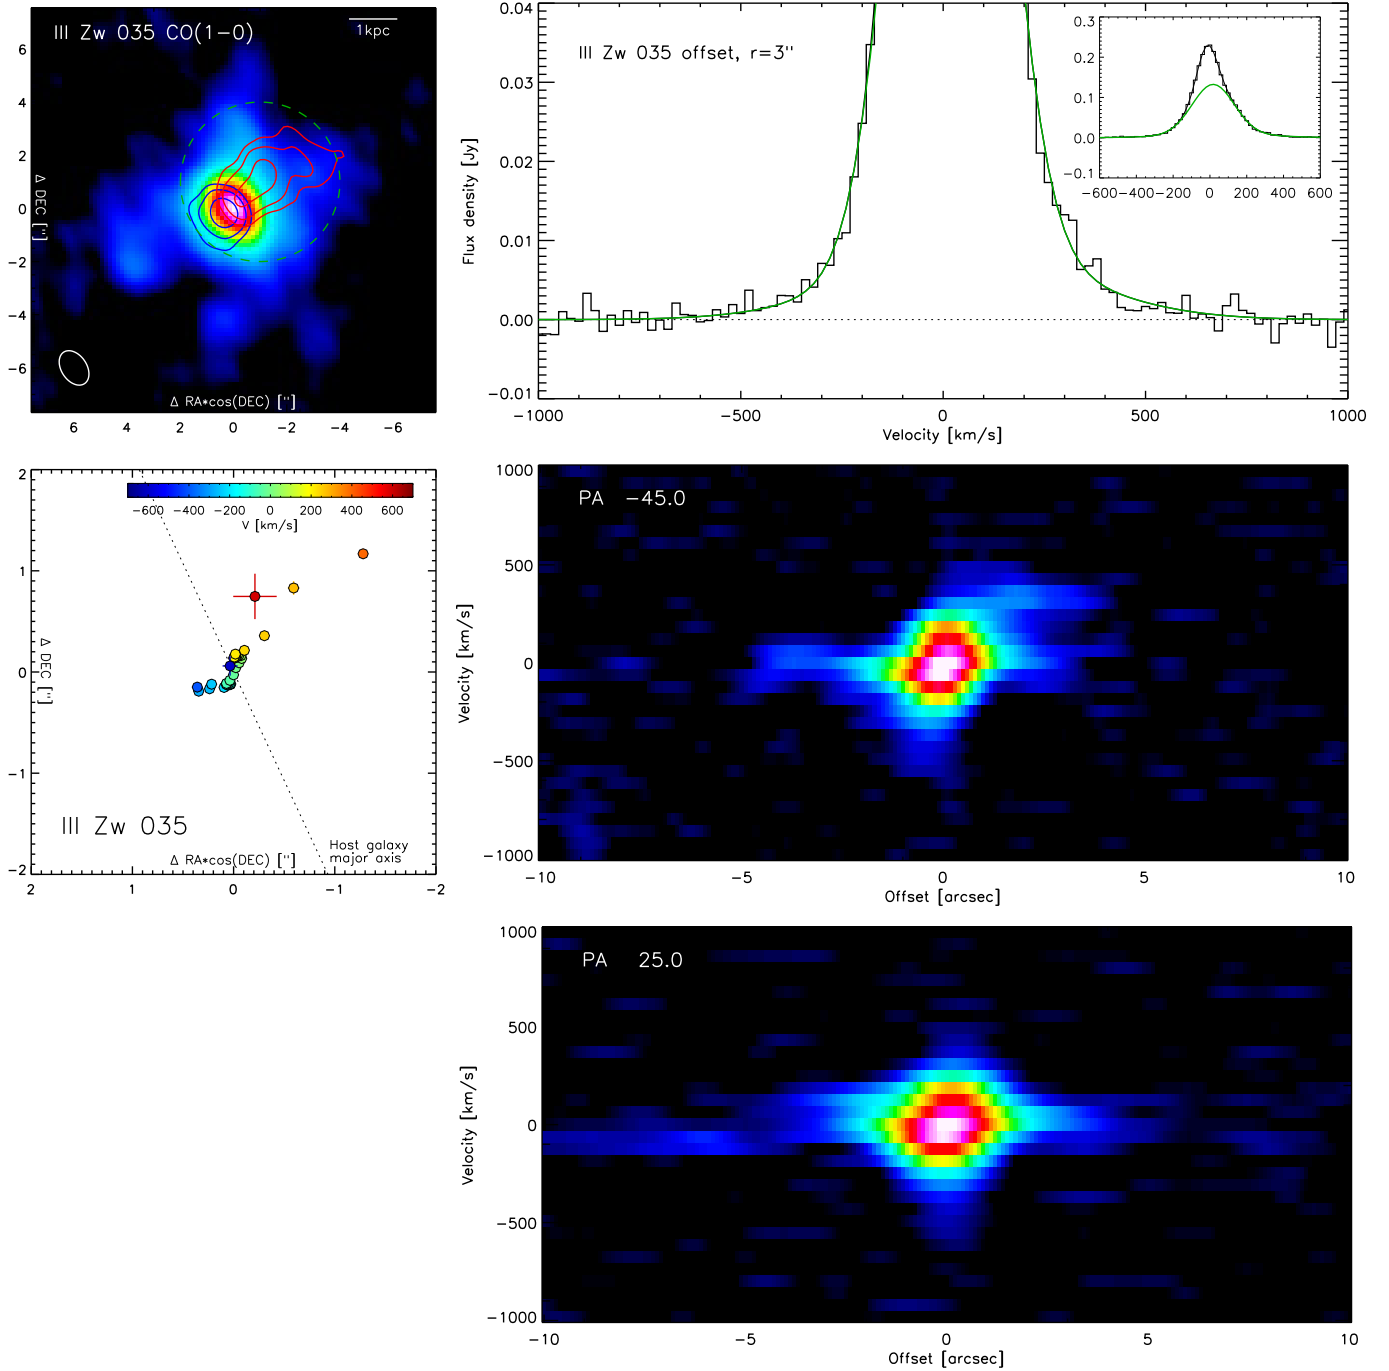 III Zw 035 CO(1-0)
1kpc
6
4
2
0
-2
-4
-6
Δ DEC ["]
Δ RA*cos(DEC) ["]
6 4 2 0 -2 -4 -6
0.04
0.03
0.02
0.01
0.00
-0.01
Flux density [Jy]
III Zw 035 offset, r=3"
0.3
0.2
0.1
0.0
-0.1
-600 -400 -200 0 200 400 600
-1000 -500 0 500 1000
Velocity [km/s]
2
1
0
-1
-2
Δ DEC ["]
-600 -400 -200 0 200 400 600
V [km/s]
III Zw 035
Host galaxy
major axis
Δ RA*cos(DEC) ["]
2 1 0 -1 -2
1000
500
0
-500
-1000
Velocity [km/s]
PA -45.0
-10 -5 0 5 10
Offset [arcsec]
1000
500
0
-500
-1000
Velocity [km/s]
PA 25.0
-10 -5 0 5 10
Offset [arcsec]